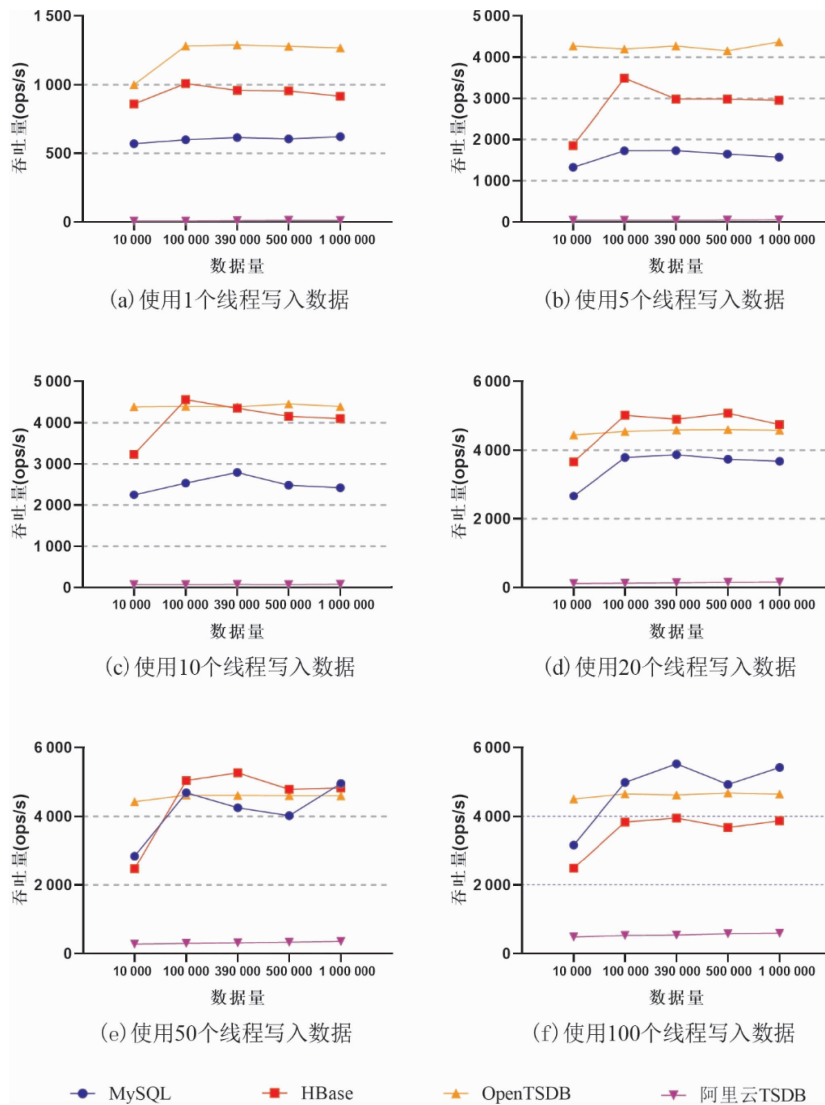 1 500
1 000
500
0
吞吐量(ops/s)
10 000 100 000 390 000 500 000 1 000 000
数据量
(a)使用1个线程写入数据
5 000
4 000
3 000
2 000
1 000
0
吞吐量(ops/s)
10 000 100 000 390 000 500 000 1 000 000
数据量
(b)使用5个线程写入数据
5 000
4 000
3 000
2 000
1 000
0
吞吐量(ops/s)
10 000 100 000 390 000 500 000 1 000 000
数据量
(c)使用10个线程写入数据
6 000
4 000
2 000
0
吞吐量(ops/s)
10 000 100 000 390 000 500 000 1 000 000
数据量
(d)使用20个线程写入数据
6 000
4 000
2 000
0
吞吐量(ops/s)
10 000 100 000 390 000 500 000 1 000 000
数据量
(e)使用50个线程写入数据
6 000
4 000
2 000
0
吞吐量(ops/s)
10 000 100 000 390 000 500 000 1 000 000
数据量
(f)使用100个线程写入数据
MySQL HBase OpenTSDB 阿里云TSDB